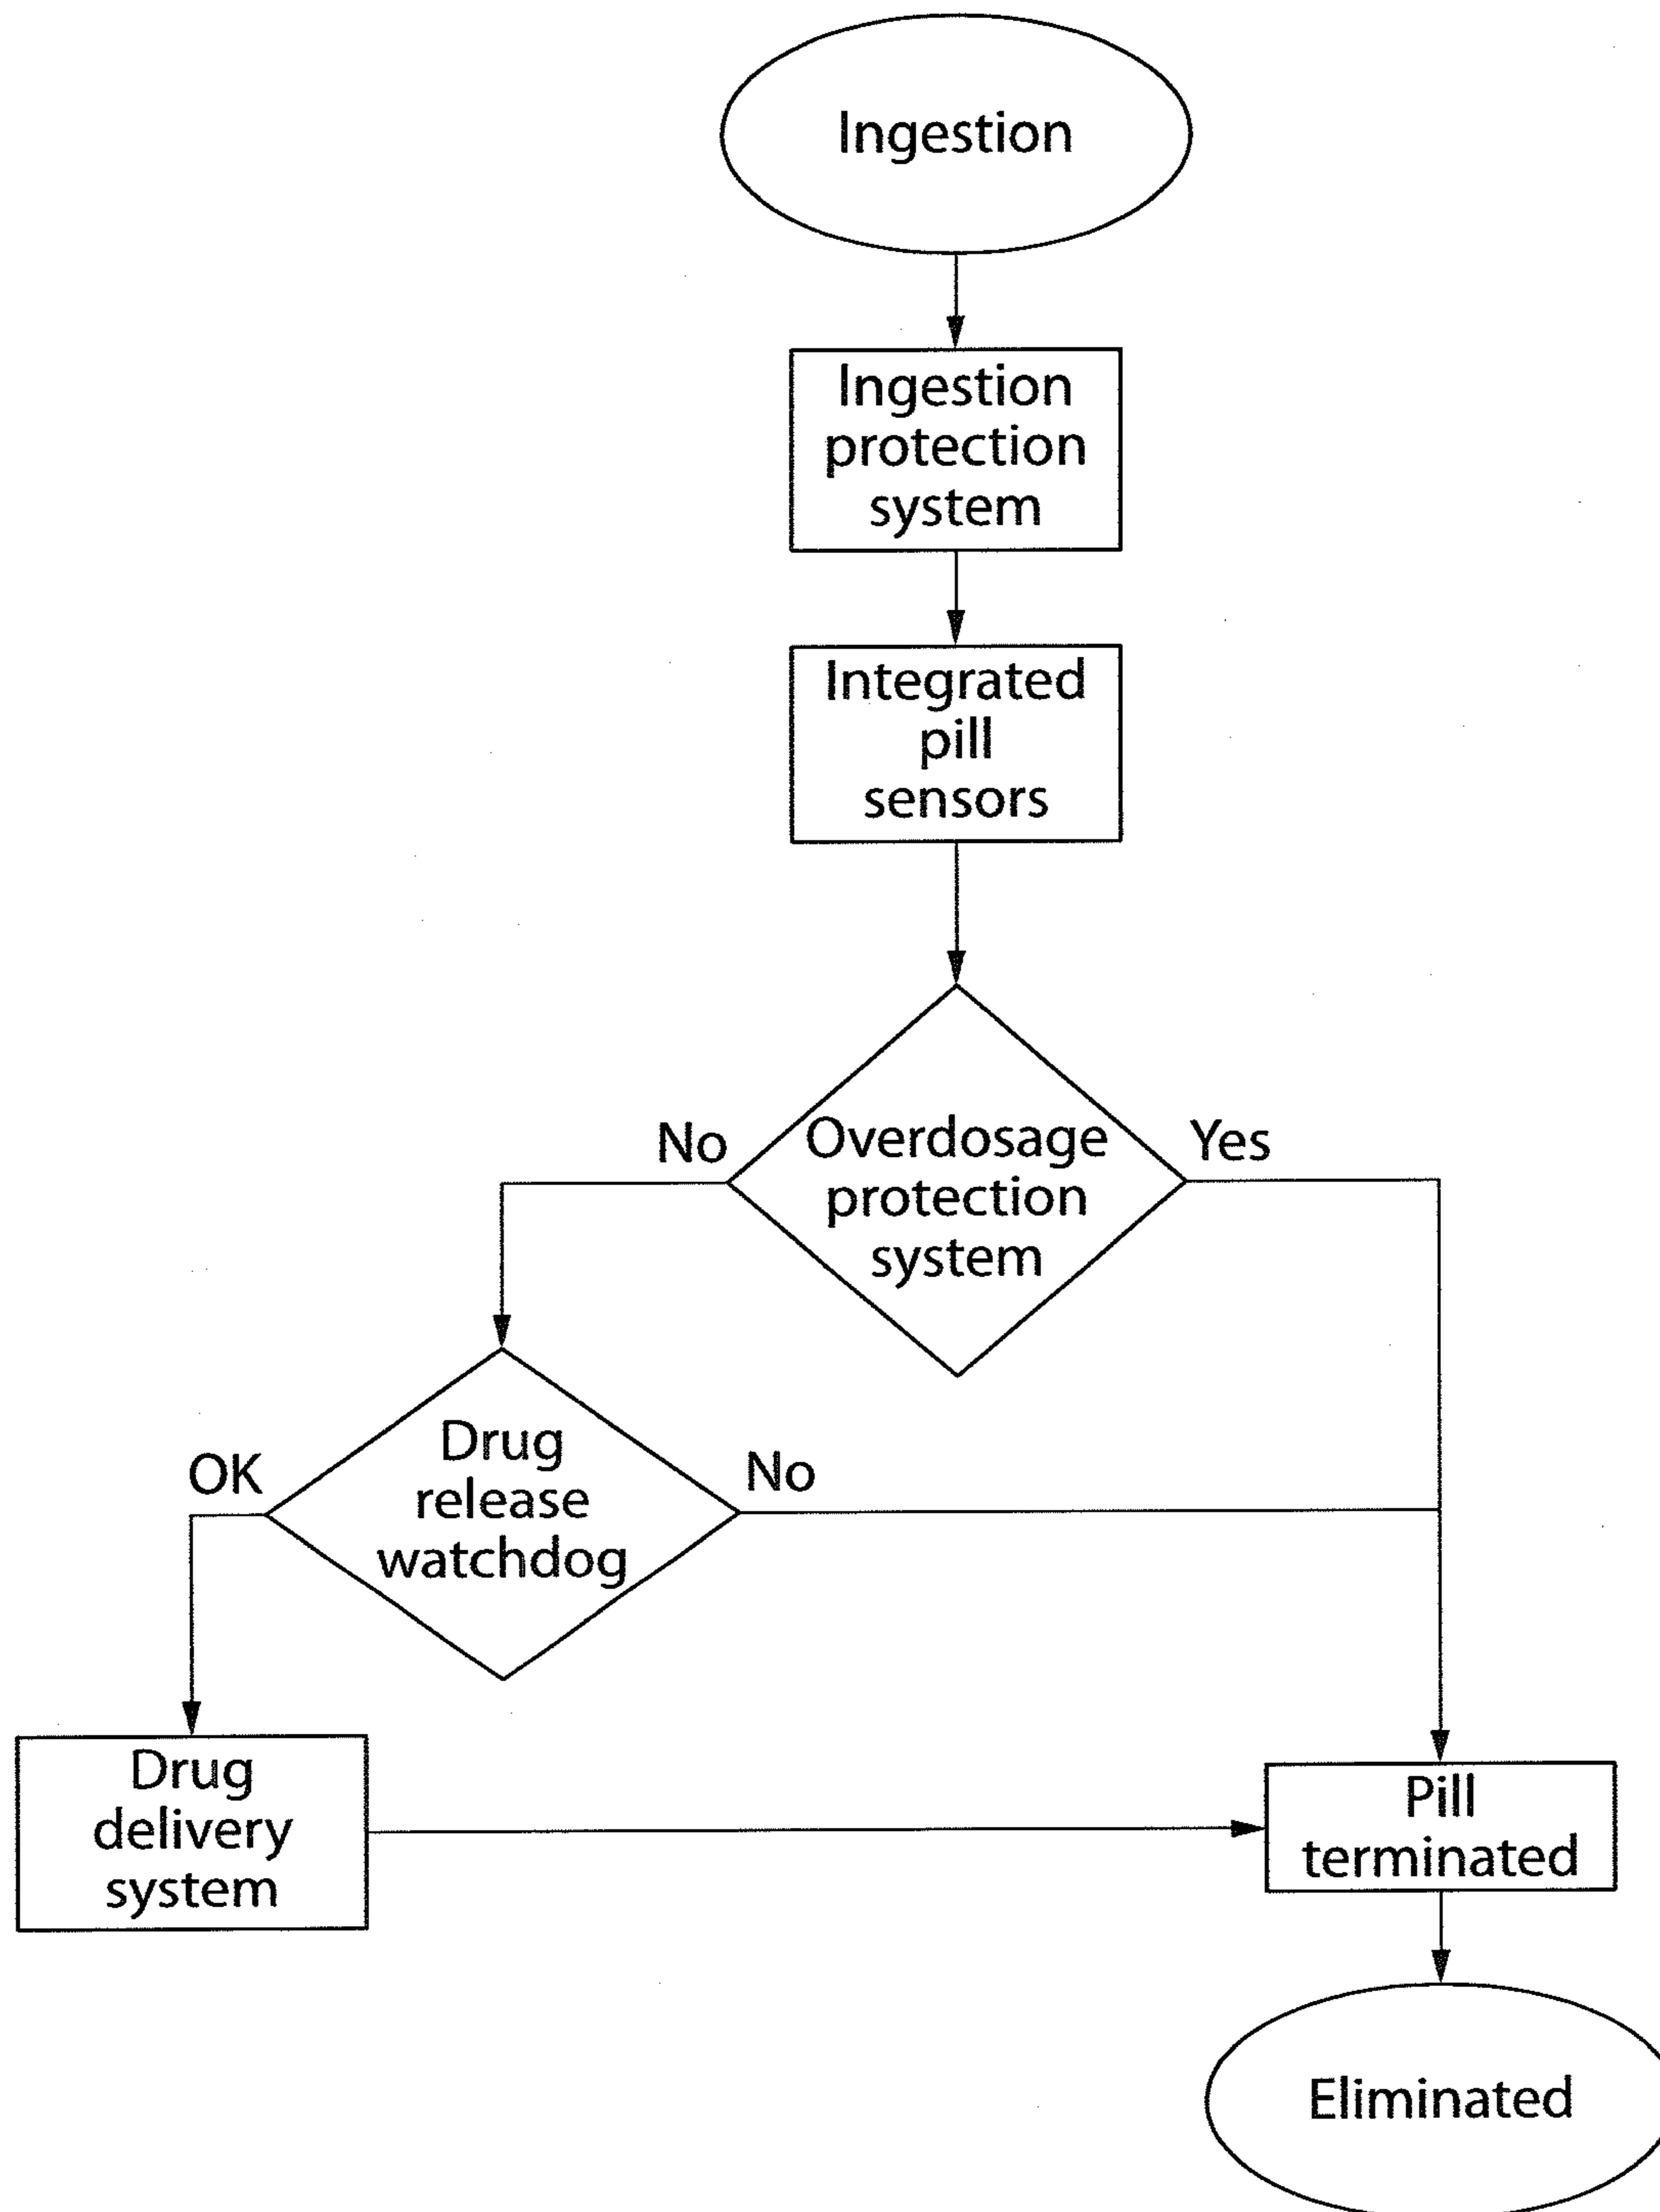 Ingestion
Ingestion
protection
system
Integrated
pill
sensors
No
Overdosage
protection
system
Yes
OK
Drug
release
watchdog
No
Drug
delivery
system
Pill
terminated
Eliminated